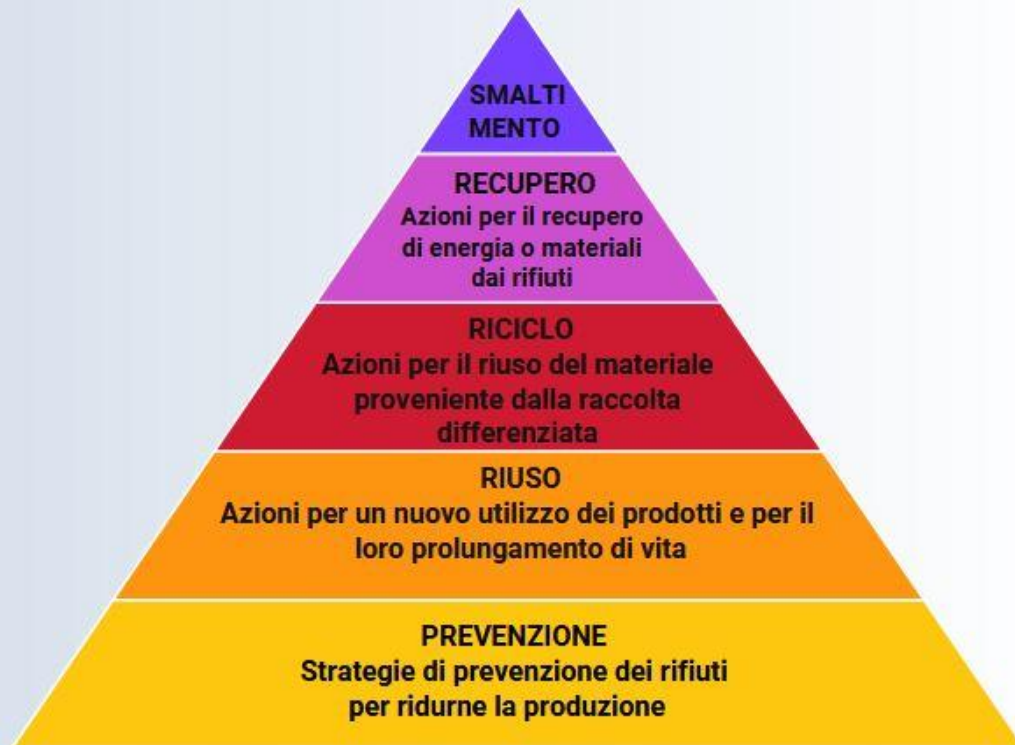 SMALTI
MENTO
RECUPERO
Azioni per il recupero
di energia o materiali
dai rifiuti
RICICLO
Azioni per il riuso del materiale
proveniente dalla raccolta
differenziata
RIUSO
Azioni per un nuovo utilizzo dei prodotti e per il
loro prolungamento di vita
PREVENZIONE
Strategie di prevenzione dei rifiuti
per ridurne la produzione